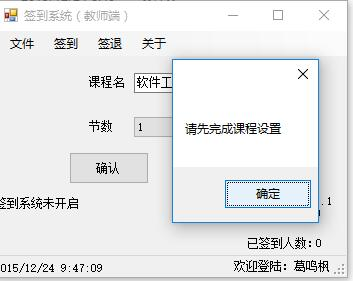 签到系统（教师端）
文件 签到 签退 关于
课程名 软件工
请先完成课程设置
节数 1
确认
确定
签到系统未开启
.1
已签到人数:0
015/12/24 9:47:09 欢迎登陆：葛鸣枫